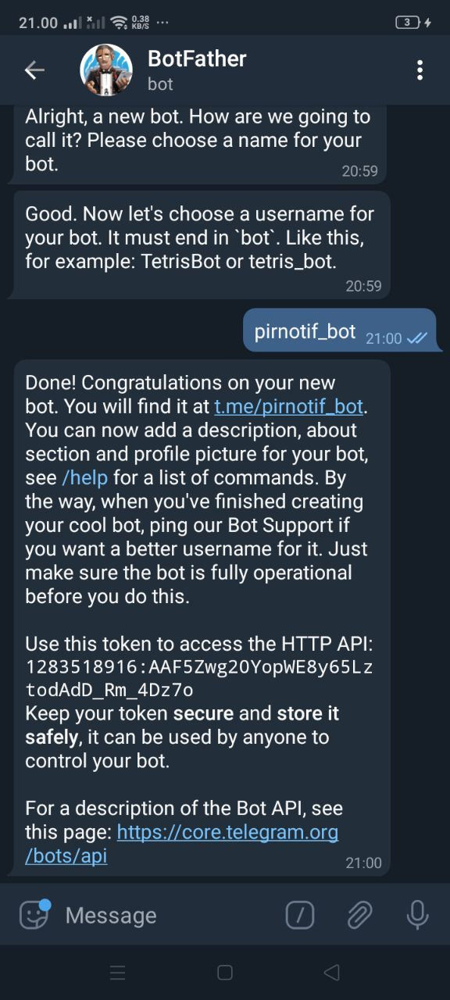 21.00 0.38 KB/S ... 3
BotFather
bot
Alright, a new bot. How are we going to
call it? Please choose a name for your
bot.
20:59
Good. Now let's choose a username for
your bot. It must end in `bot`. Like this,
for example: TetrisBot or tetris_bot.
20:59
pirnotif_bot 21:00
Done! Congratulations on your new
bot. You will find it at t.me/pirnotif_bot.
You can now add a description, about
section and profile picture for your bot,
see /help for a list of commands. By
the way, when you've finished creating
your cool bot, ping our Bot Support if
you want a better username for it. Just
make sure the bot is fully operational
before you do this.
Use this token to access the HTTP API:
1283518916:AAF5Zwg2OYopWE8y65Lz
todAdD_Rm_4Dz7o
Keep your token secure and store it
safely, it can be used by anyone to
control your bot.
For a description of the Bot API, see
this page: https://core.telegram.org
/bots/api
21:00
Message